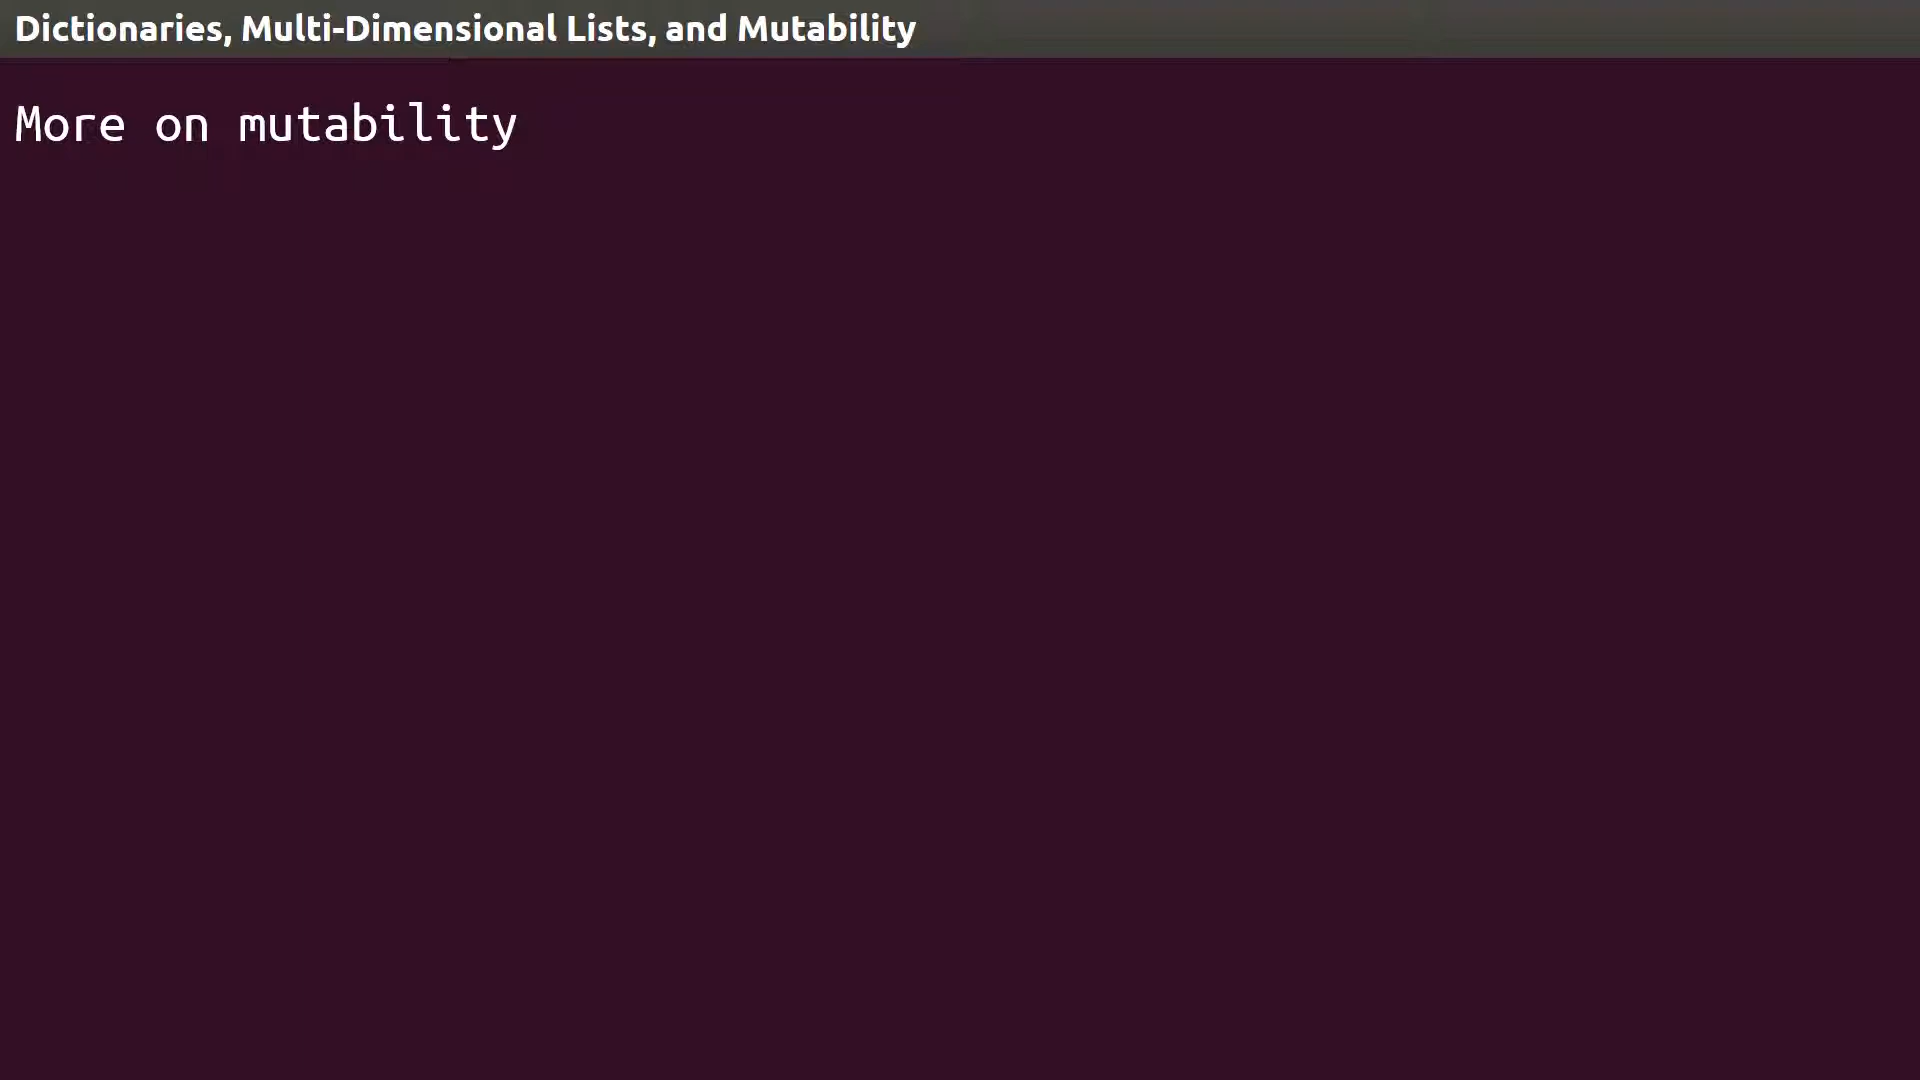 Dictionaries, Multi-Dimensional Lists, and Mutability
More on mutability